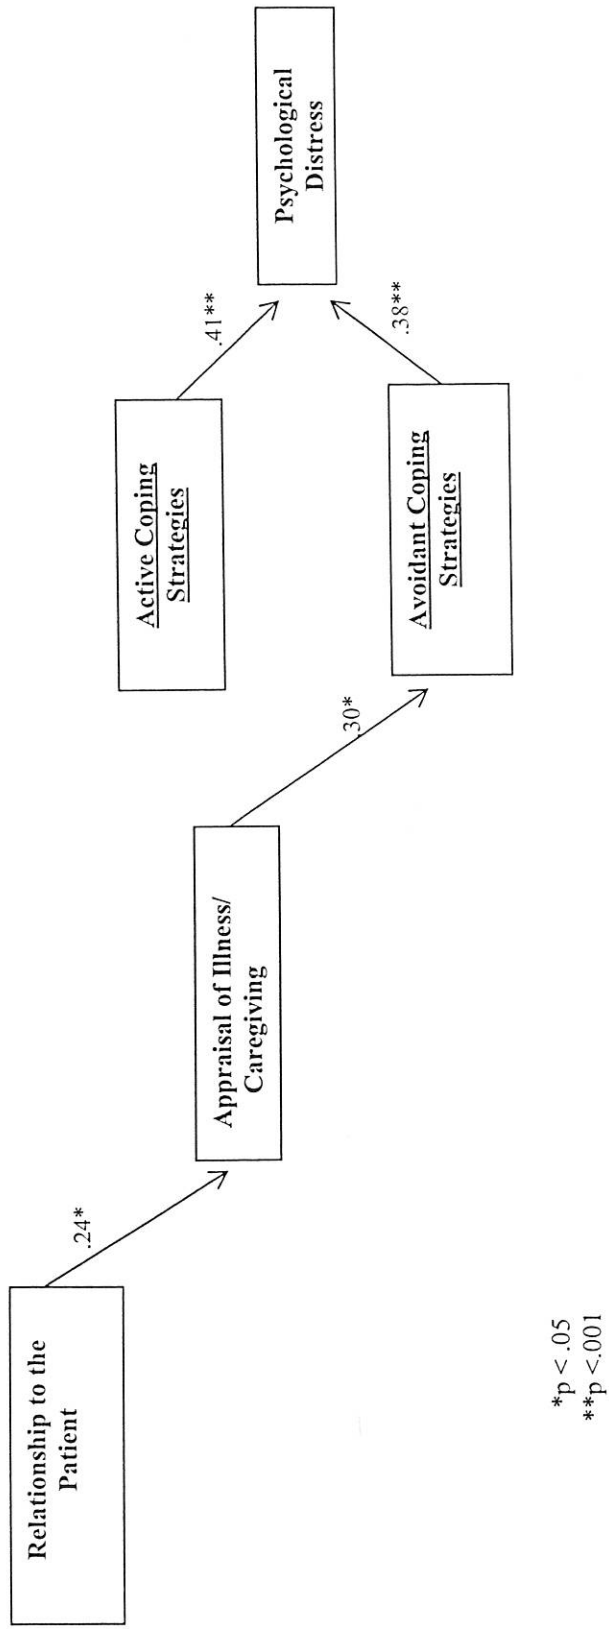 Relationship to the
Patient
.24*
Appraisal of Illness/
Caregiving
.30*
Active Coping
Strategies
Avoidant Coping
Strategies
.41**
.38**
Psychological
Distress
*p < .05
**p <.001